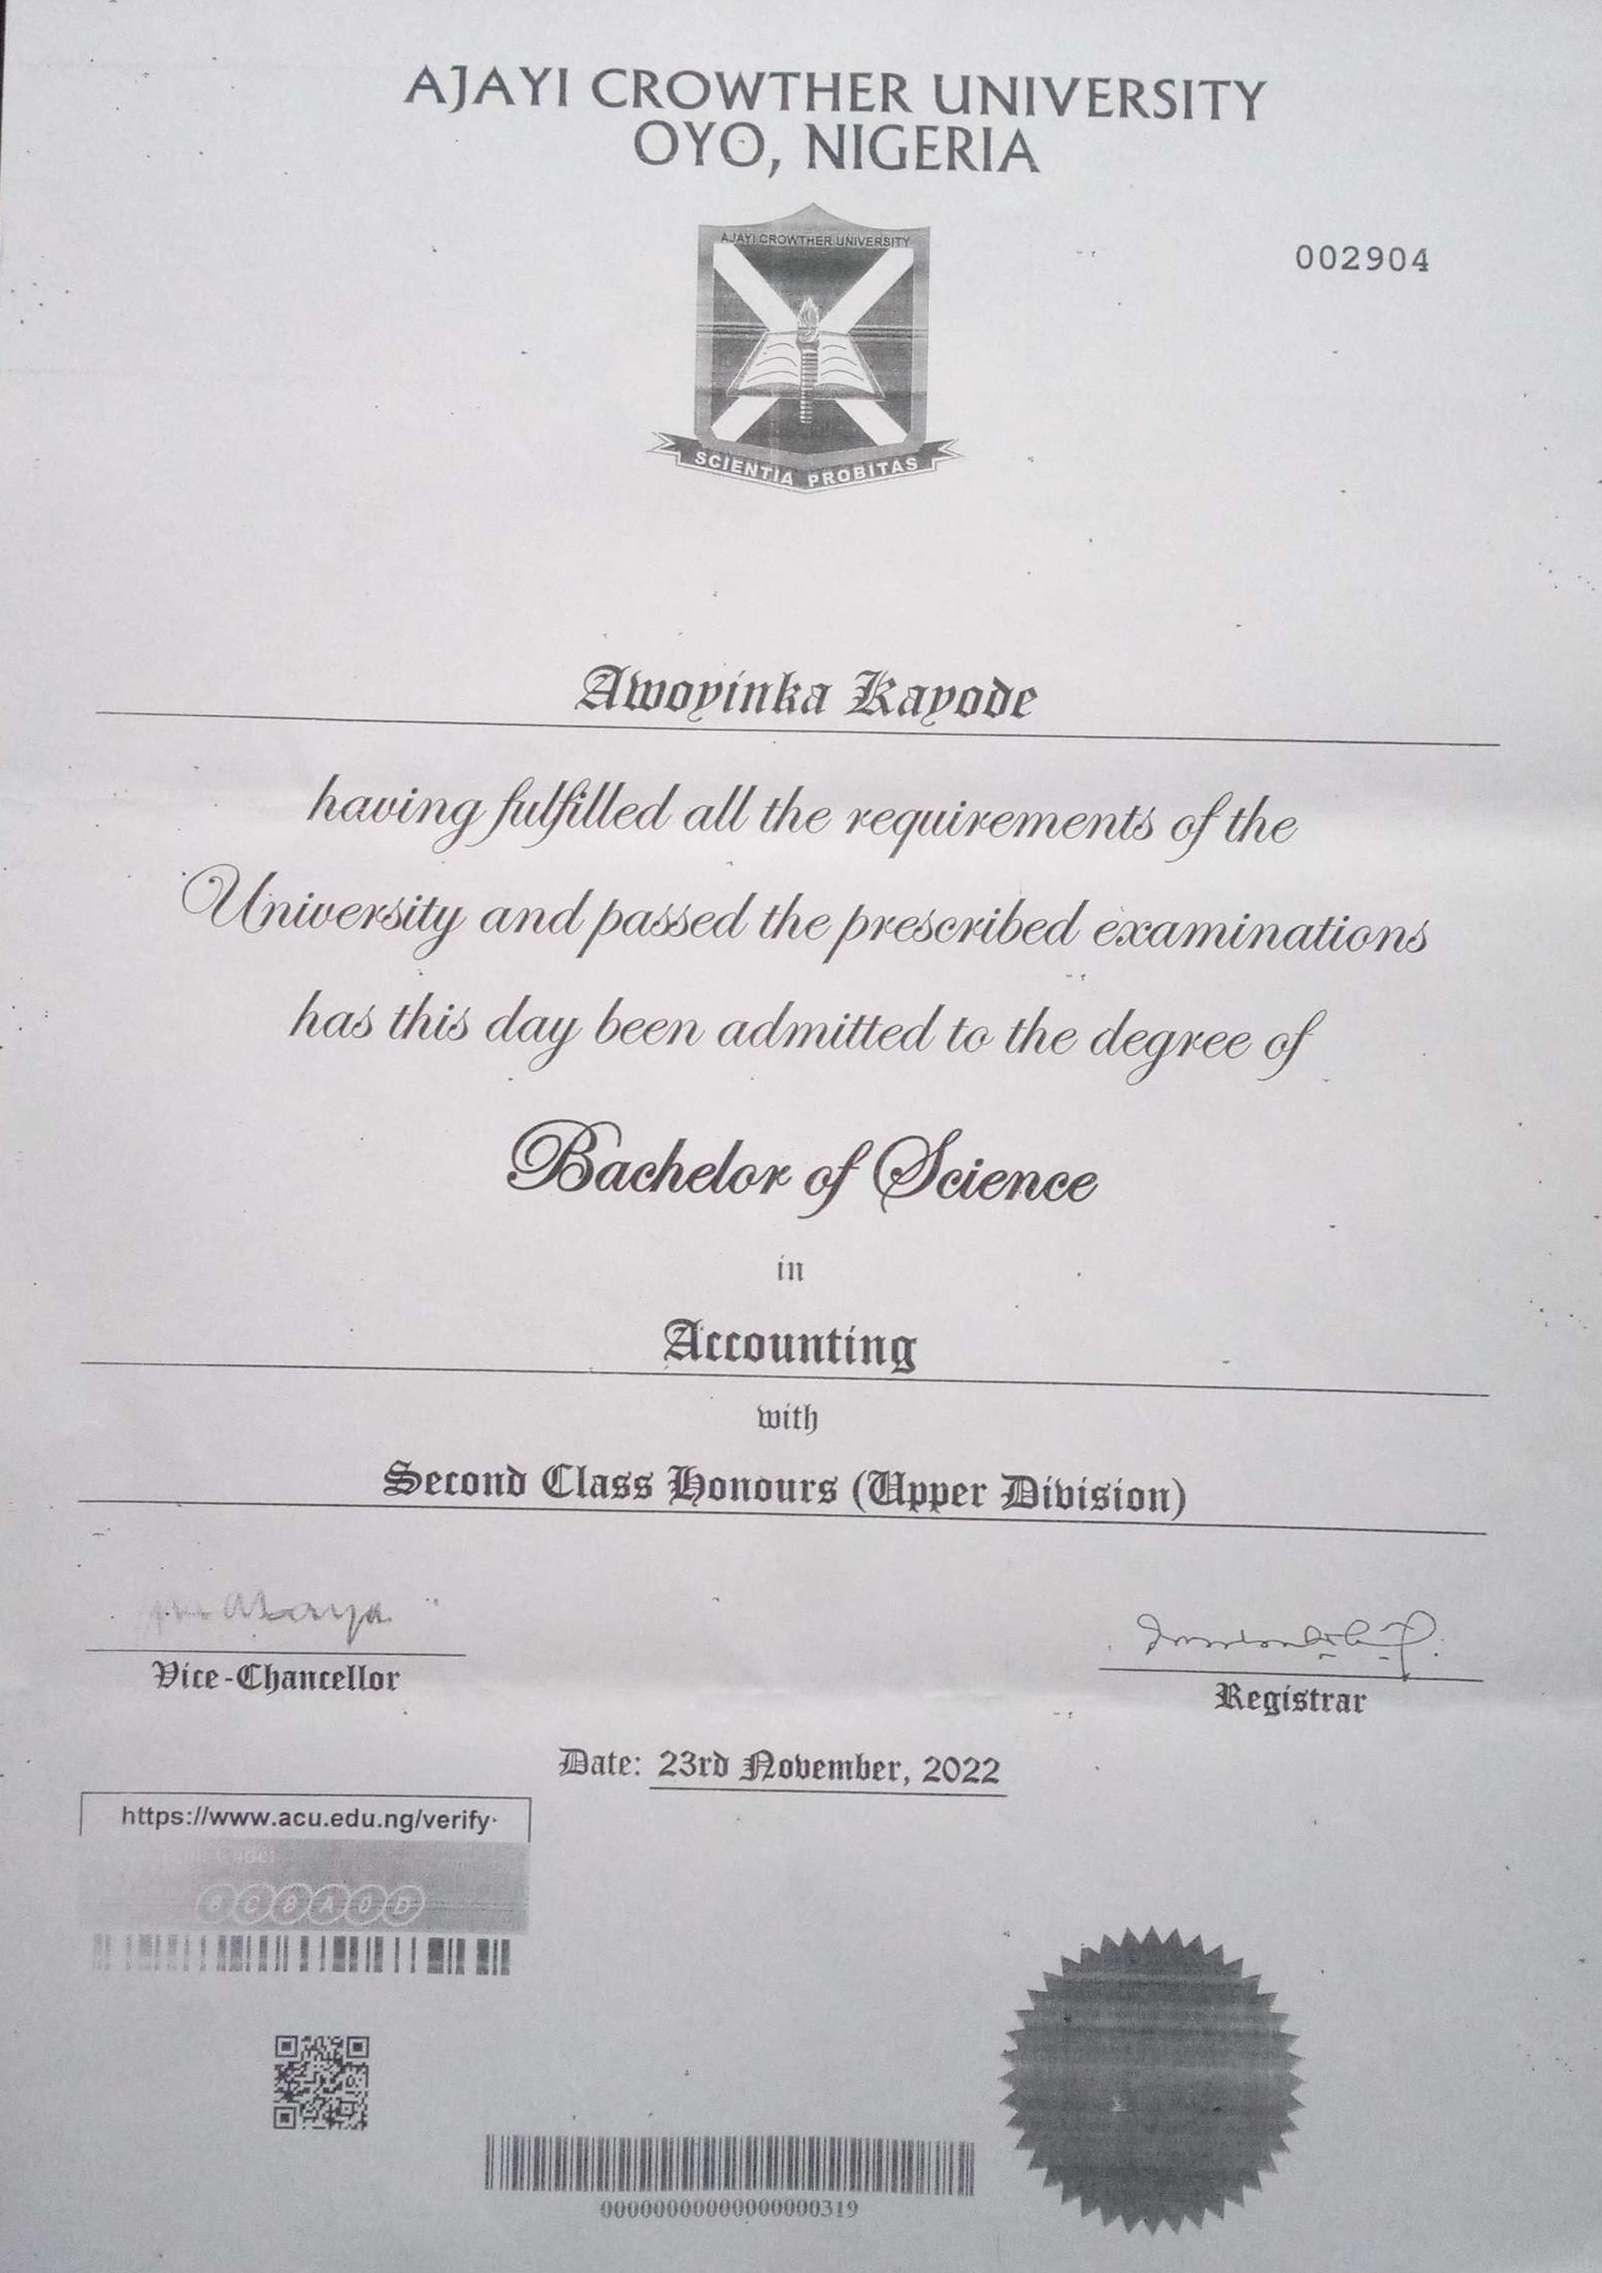 AJAYI CROWTHER UNIVERSITY
OYO, NIGERIA
AJAYI CROWTHER UNIVERSITY
002904
SCIENTIA PROBITAS
Awoyinka Kayode
having fulfilled all the requirements of the
University and passed the prescribed examinations
has this day been admitted to the degree of
Bachelor of Science
in
Accounting
with
Second Class Honours (Upper Division)
Vice-Chancellor
Registrar
Date: 23rd November, 2022
https://www.acu.edu.ng/verify
00000000000000000319